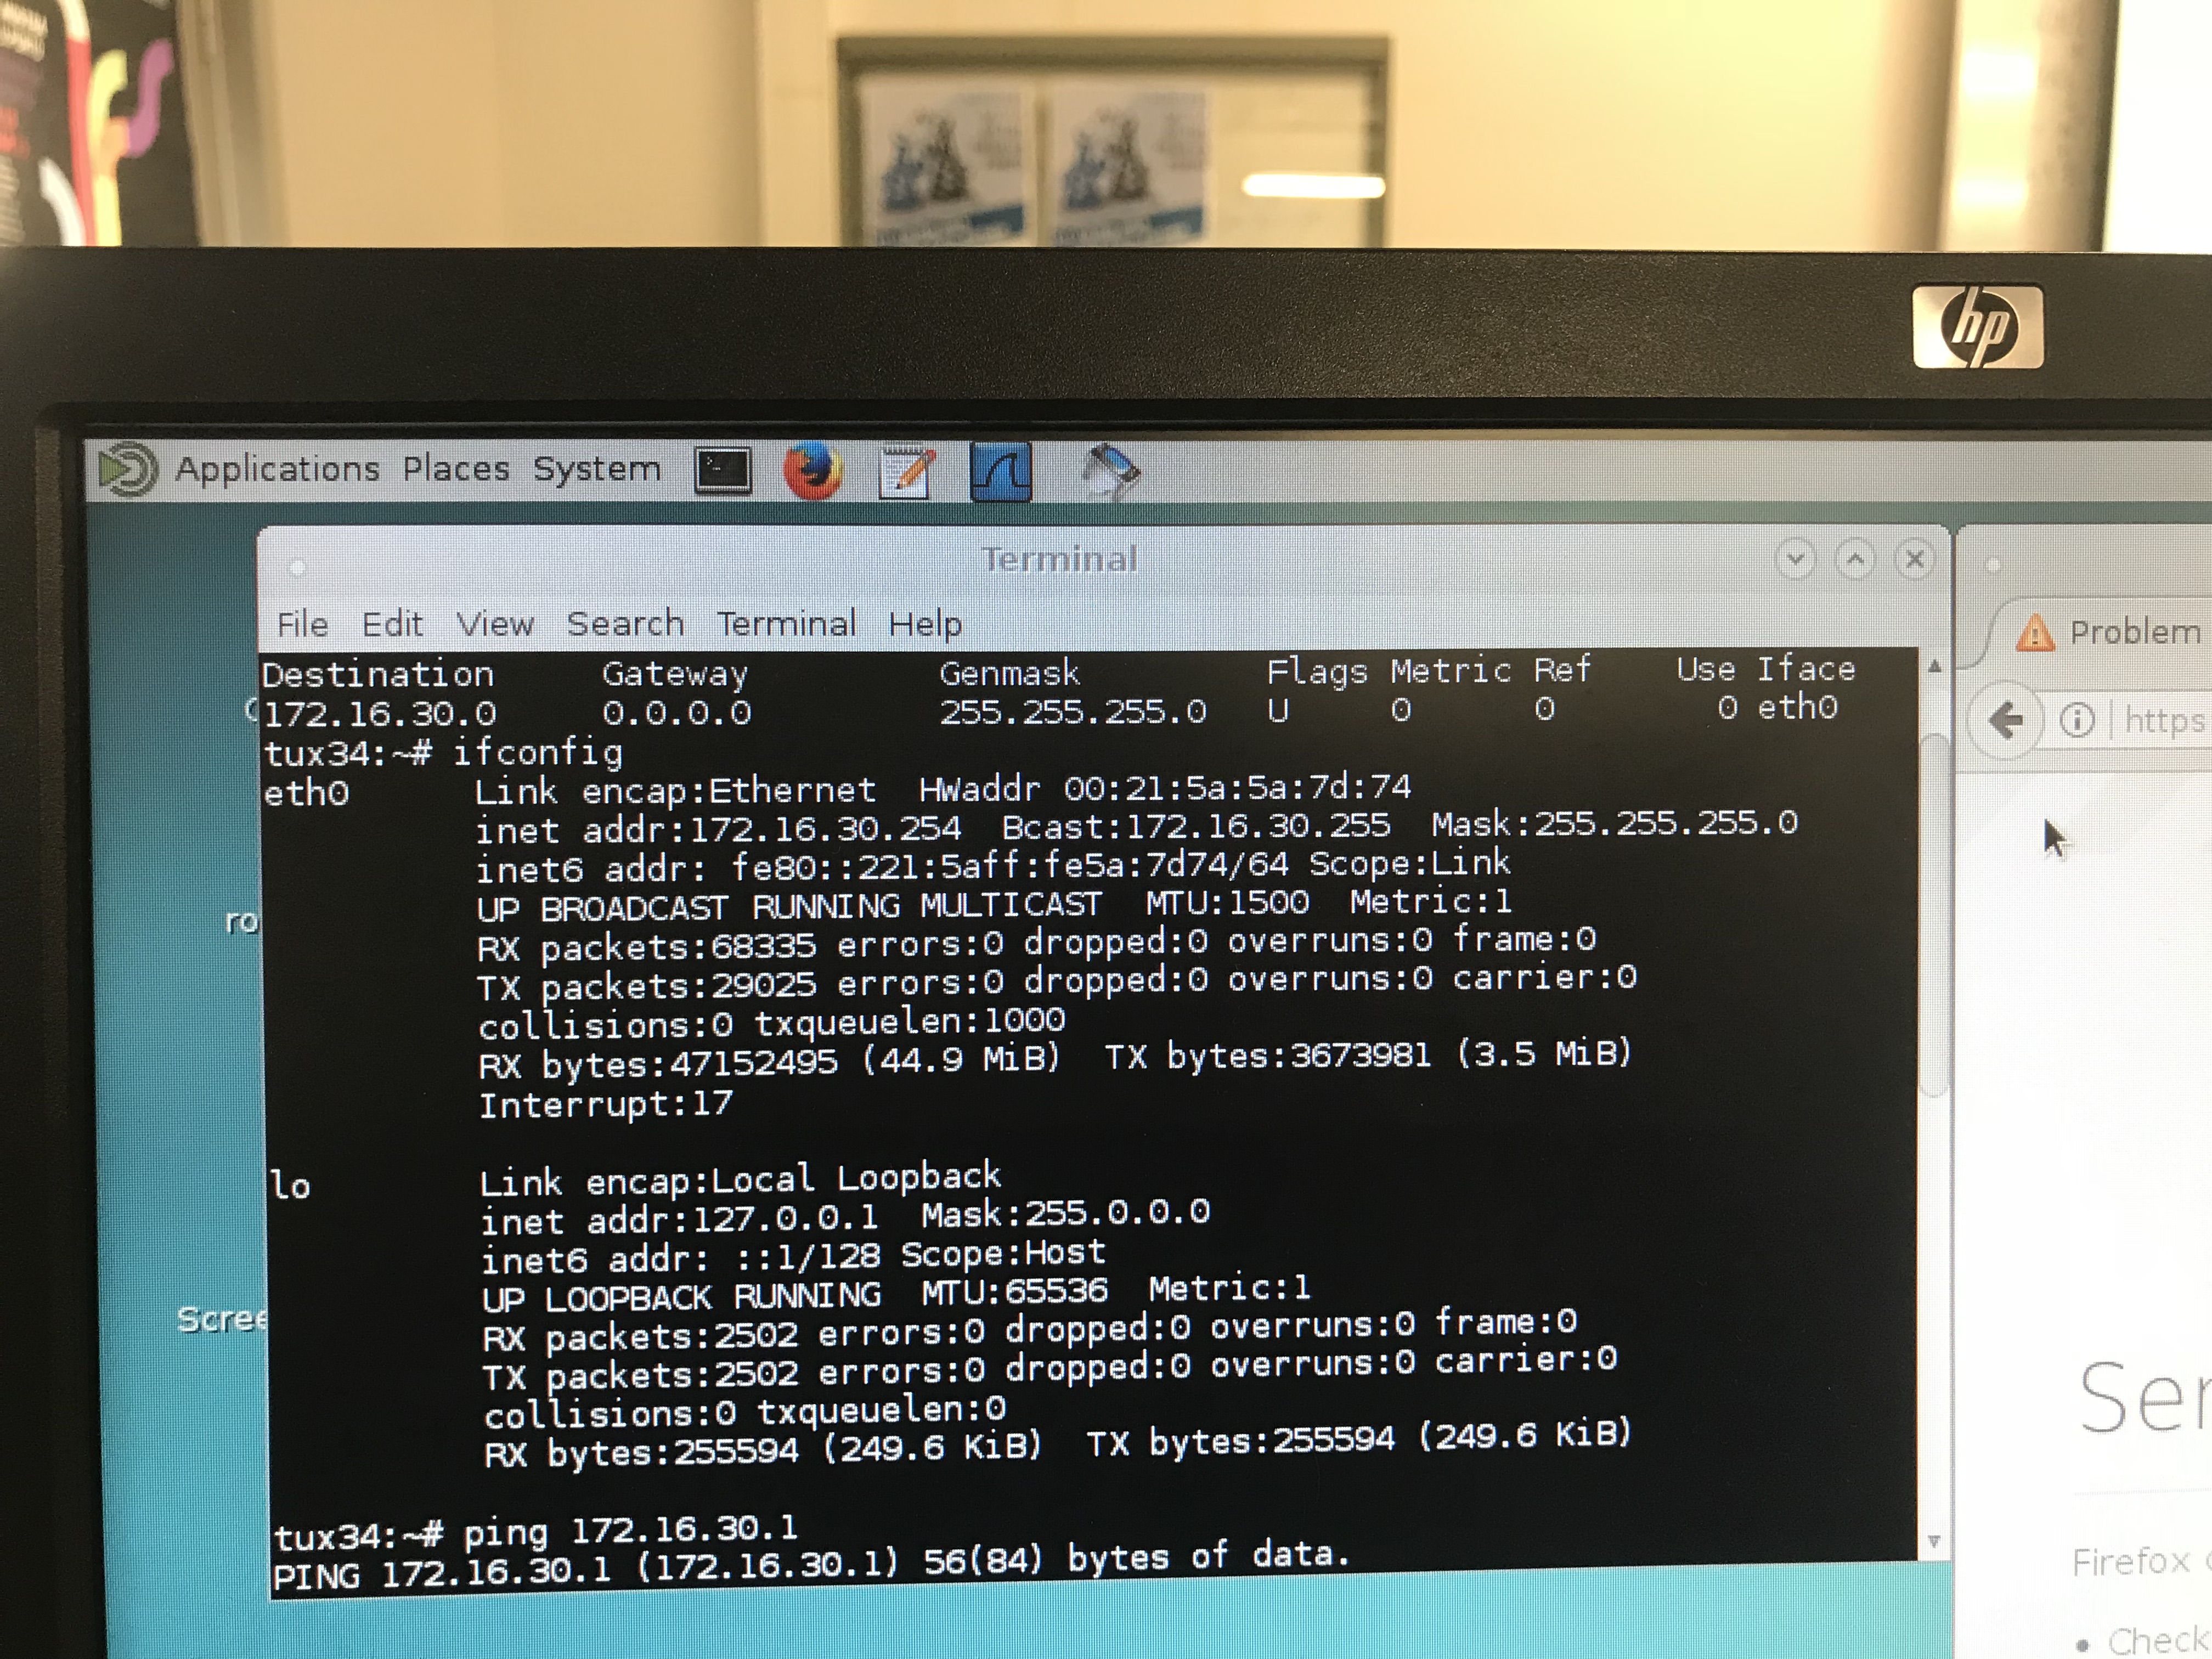 hp
Applications Places System
Terminal
File Edit View Search Terminal Help
Destination Gateway Genmask Flags Metric Ref Use Iface
172.16.30.0 0.0.0.0 255.255.255.0 U 0 0 0 eth0
tux34:~# ifconfig
eth0 Link encap:Ethernet HWaddr 00:21:5a:5a:7d:74
inet addr:172.16.30.254 Bcast:172.16.30.255 Mask:255.255.255.0
inet6 addr: fe80::221:5aff:fe5a:7d74/64 Scope:Link
UP BROADCAST RUNNING MULTICAST MTU:1500 Metric:1
RX packets:68335 errors:0 dropped:0 overruns:0 frame:0
TX packets:29025 errors:0 dropped:0 overruns:0 carrier:0
collisions:0 txqueuelen:1000
RX bytes:47152495 (44.9 MiB) TX bytes:3673981 (3.5 MiB)
Interrupt:17
lo Link encap:Local Loopback
inet addr:127.0.0.1 Mask:255.0.0.0
inet6 addr: ::1/128 Scope:Host
UP LOOPBACK RUNNING MTU:65536 Metric:1
RX packets:2502 errors:0 dropped:0 overruns:0 frame:0
TX packets:2502 errors:0 dropped:0 overruns:0 carrier:0
collisions:0 txqueuelen:0
RX bytes:255594 (249.6 KiB) TX bytes:255594 (249.6 KiB)
tux34:~# ping 172.16.30.1
PING 172.16.30.1 (172.16.30.1) 56(84) bytes of data.
ro
Scree
Problem
https
Ser
Firefox
• Check